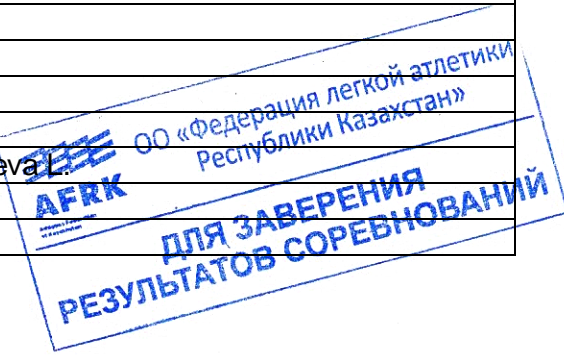 ОО «Федерация легкой атлетики
Республики Казахстан»
eva L.
AFRK
ДЛЯ ЗАВЕРЕНИЯ
РЕЗУЛЬТАТОВ СОРЕВНОВАНИЙ